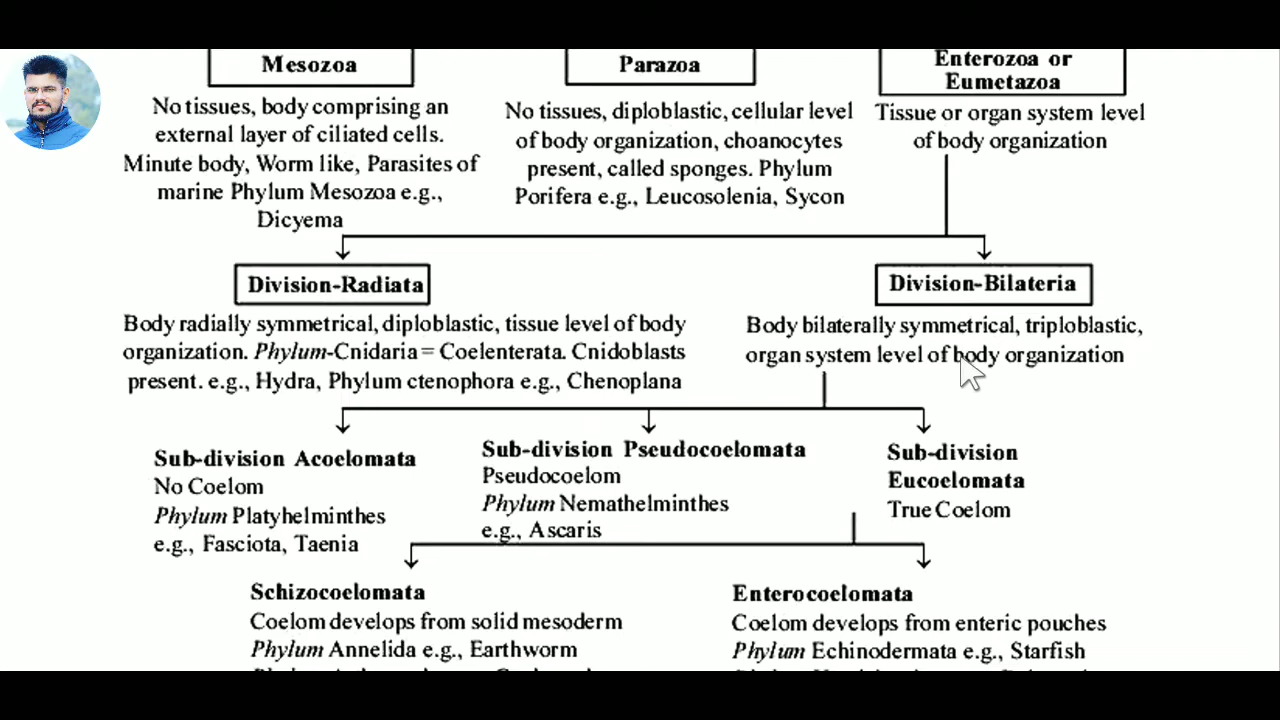 Mesozoa
No tissues, body comprising an
external layer of ciliated cells.
Minute body, Worm like, Parasites of
marine Phylum Mesozoa e.g.,
Dicyema
Parazoa
No tissues, diploblastic, cellular level
of body organization, choanocytes
present, called sponges. Phylum
Porifera e.g., Leucosolenia, Sycon
Enterozoa or
Eumetazoa
Tissue or organ system level
of body organization
Division-Radiata
Body radially symmetrical, diploblastic, tissue level of body
organization. Phylum-Cnidaria = Coelenterata. Cnidoblasts
present. e.g., Hydra, Phylum ctenophora e.g., Chenoplana
Division-Bilateria
Body bilaterally symmetrical, triploblastic,
organ system level of body organization
Sub-division Acoelomata
No Coelom
Phylum Platyhelminthes
e.g., Fasciota, Taenia
Sub-division Pseudocoelomata
Pseudocoelom
Phylum Nemathelminthes
e.g., Ascaris
Sub-division
Eucoelomata
True Coelom
Schizocoelomata
Coelom develops from solid mesoderm
Phylum Annelida e.g., Earthworm
Enterocoelomata
Coelom develops from enteric pouches
Phylum Echinodermata e.g., Starfish